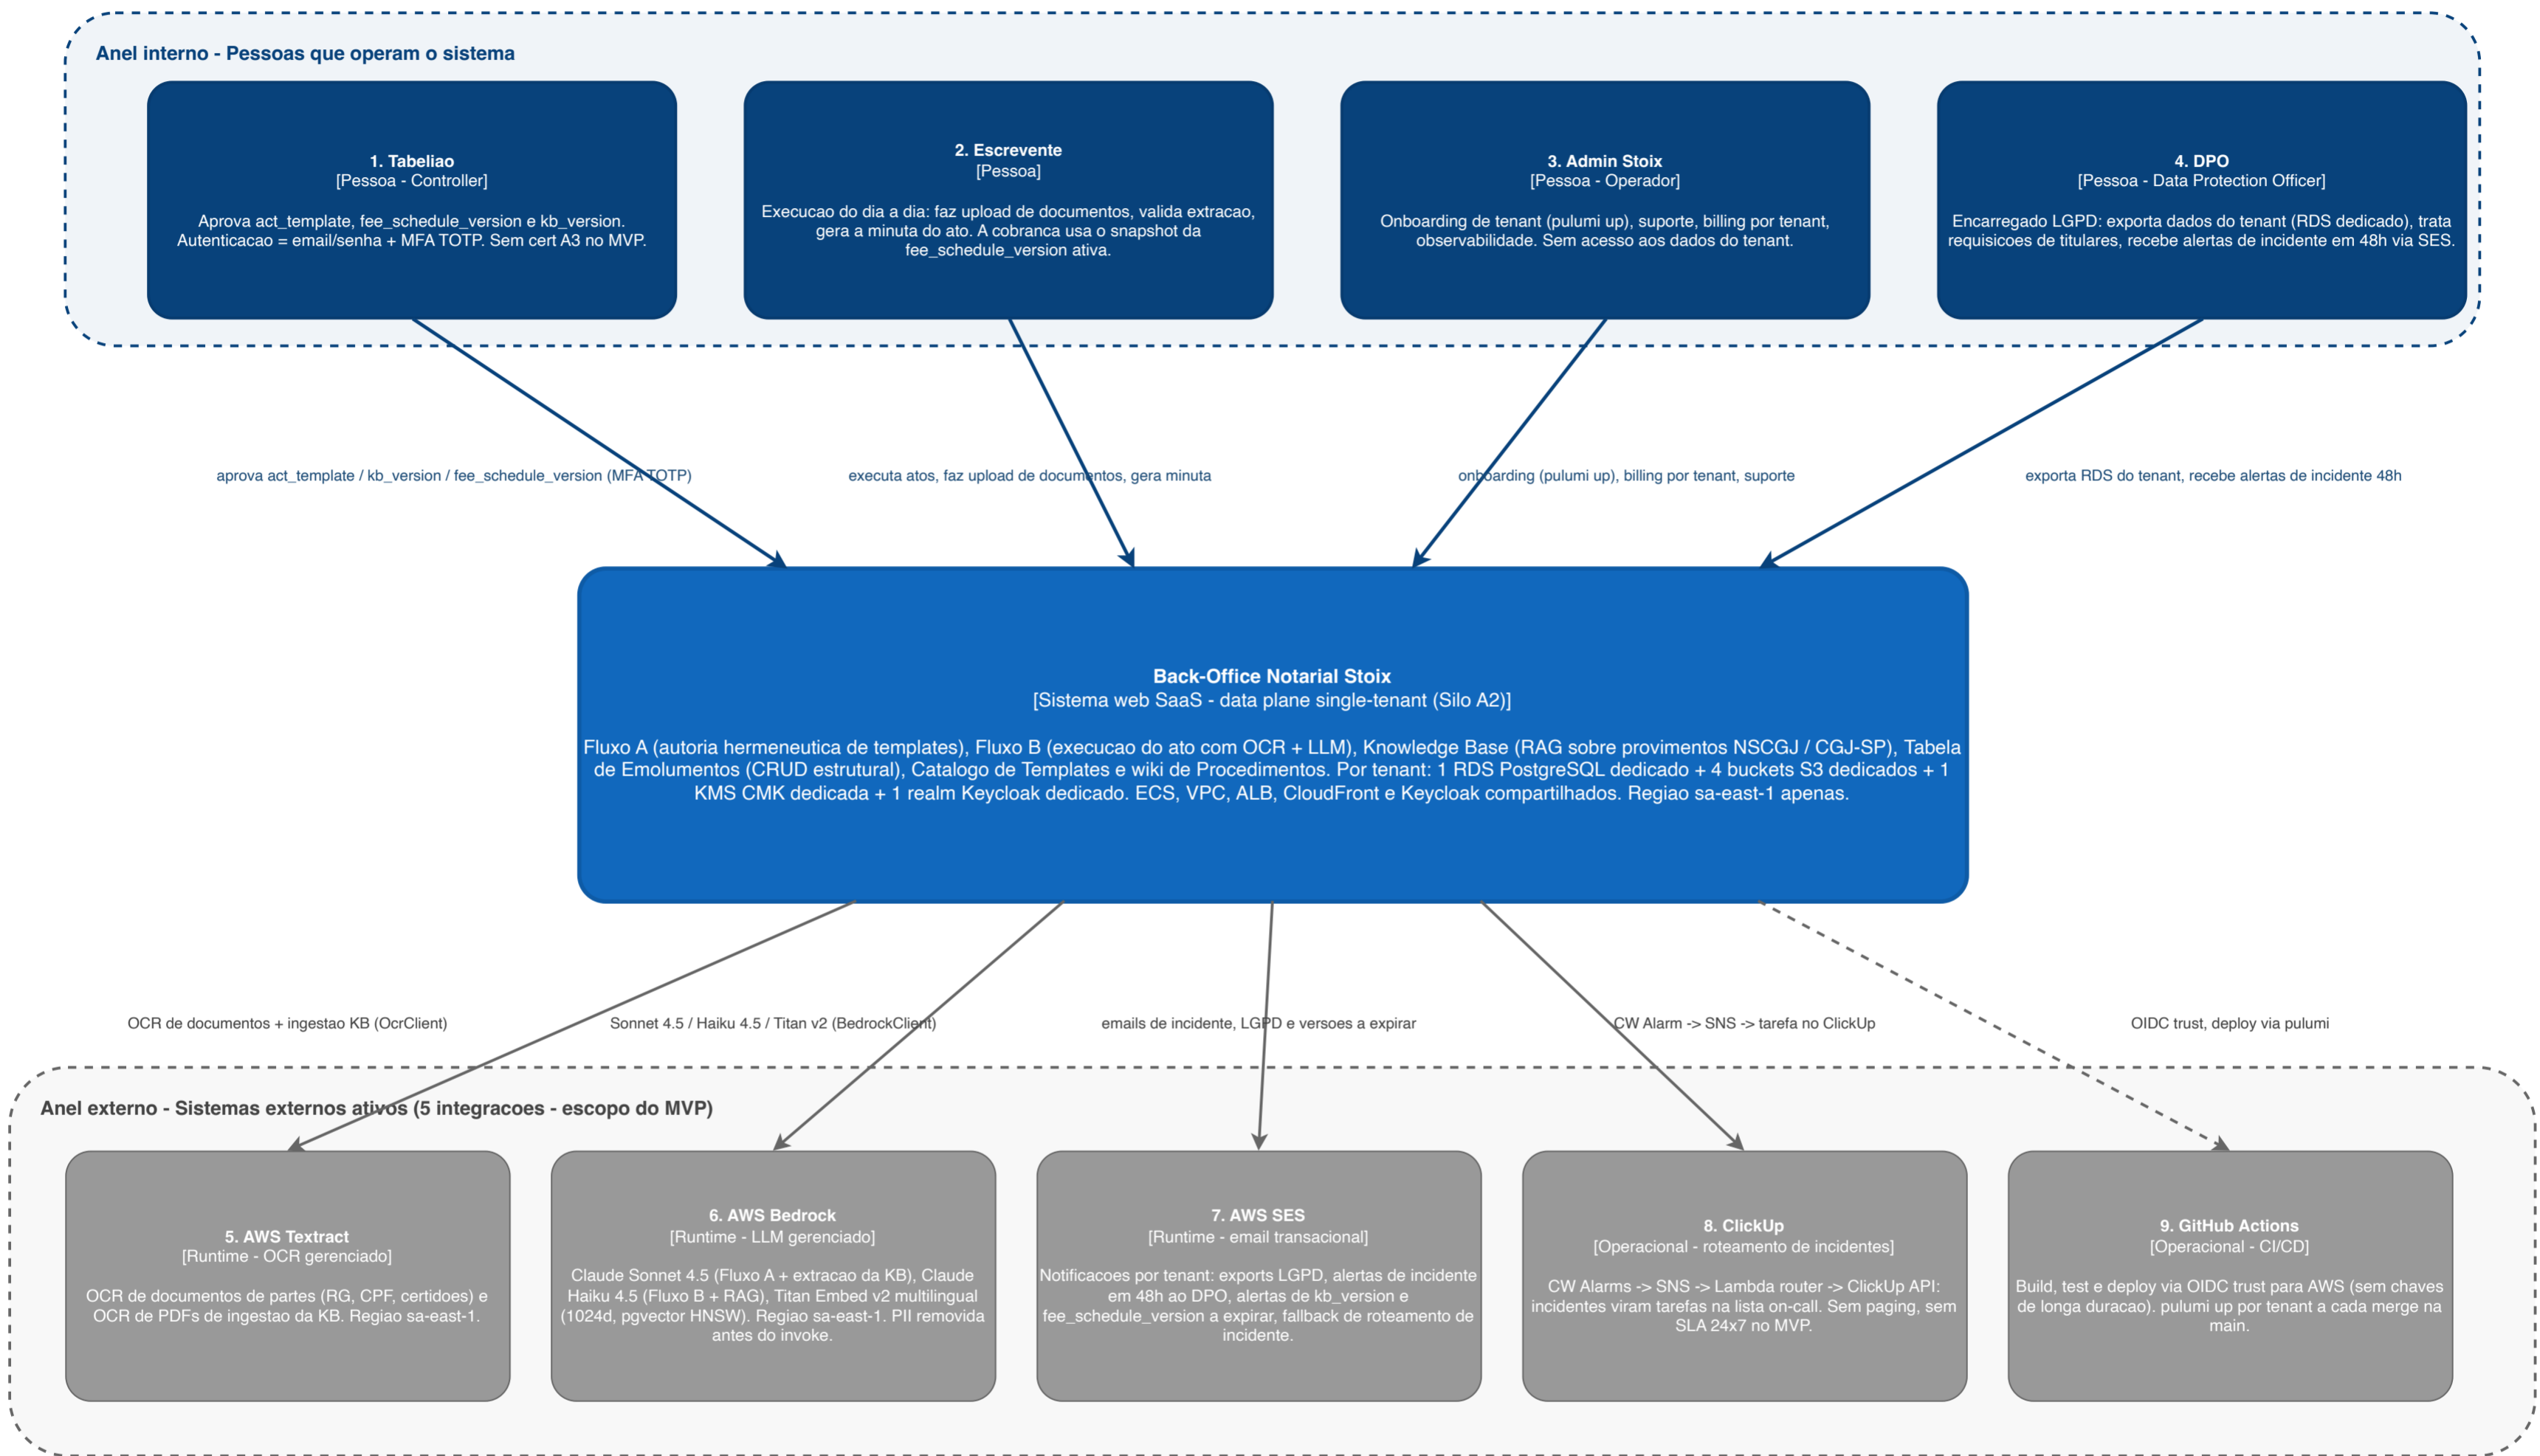 Anel interno - Pessoas que operam o sistema
1. Tabeliao
[Pessoa - Controller]
Aprova act_template, fee_schedule_version e kb_version.
Autenticacao = email/senha + MFA TOTP. Sem cert A3 no MVP.
2. Escrevente
[Pessoa]
Execucao do dia a dia: faz upload de documentos, valida extracao,
gera a minuta do ato. A cobranca usa o snapshot da
fee_schedule_version ativa.
3. Admin Stoix
[Pessoa - Operador]
Onboarding de tenant (pulumi up), suporte, billing por tenant,
observabilidade. Sem acesso aos dados do tenant.
4. DPO
[Pessoa - Data Protection Officer]
Encarregado LGPD: exporta dados do tenant (RDS dedicado), trata
requisicoes de titulares, recebe alertas de incidente em 48h via SES.
aprova act_template / kb_version / fee_schedule_version (MFA TOTP)
executa atos, faz upload de documentos, gera minuta
onboarding (pulumi up), billing por tenant, suporte
exporta RDS do tenant, recebe alertas de incidente 48h
Back-Office Notarial Stoix
[Sistema web SaaS - data plane single-tenant (Silo A2)]
Fluxo A (autoria hermeneutica de templates), Fluxo B (execucao do ato com OCR + LLM), Knowledge Base (RAG sobre provimentos NSCGJ / CGJ-SP), Tabela
de Emolumentos (CRUD estrutural), Catalogo de Templates e wiki de Procedimentos. Por tenant: 1 RDS PostgreSQL dedicado + 4 buckets S3 dedicados + 1
KMS CMK dedicada + 1 realm Keycloak dedicado. ECS, VPC, ALB, CloudFront e Keycloak compartilhados. Regiao sa-east-1 apenas.
OCR de documentos + ingestao KB (OcrClient)
Sonnet 4.5 / Haiku 4.5 / Titan v2 (BedrockClient)
emails de incidente, LGPD e versoes a expirar
CW Alarm -> SNS -> tarefa no ClickUp
OIDC trust, deploy via pulumi
Anel externo - Sistemas externos ativos (5 integracoes - escopo do MVP)
5. AWS Textract
[Runtime - OCR gerenciado]
OCR de documentos de partes (RG, CPF, certidoes) e
OCR de PDFs de ingestao da KB. Regiao sa-east-1.
6. AWS Bedrock
[Runtime - LLM gerenciado]
Claude Sonnet 4.5 (Fluxo A + extracao da KB), Claude
Haiku 4.5 (Fluxo B + RAG), Titan Embed v2 multilingual
(1024d, pgvector HNSW). Regiao sa-east-1. PII removida
antes do invoke.
7. AWS SES
[Runtime - email transacional]
Notificacoes por tenant: exports LGPD, alertas de incidente
em 48h ao DPO, alertas de kb_version e
fee_schedule_version a expirar, fallback de roteamento de
incidente.
8. ClickUp
[Operacional - roteamento de incidentes]
CW Alarms -> SNS -> Lambda router -> ClickUp API:
incidentes viram tarefas na lista on-call. Sem paging, sem
SLA 24x7 no MVP.
9. GitHub Actions
[Operacional - CI/CD]
Build, test e deploy via OIDC trust para AWS (sem chaves
de longa duracao). pulumi up por tenant a cada merge na
main.